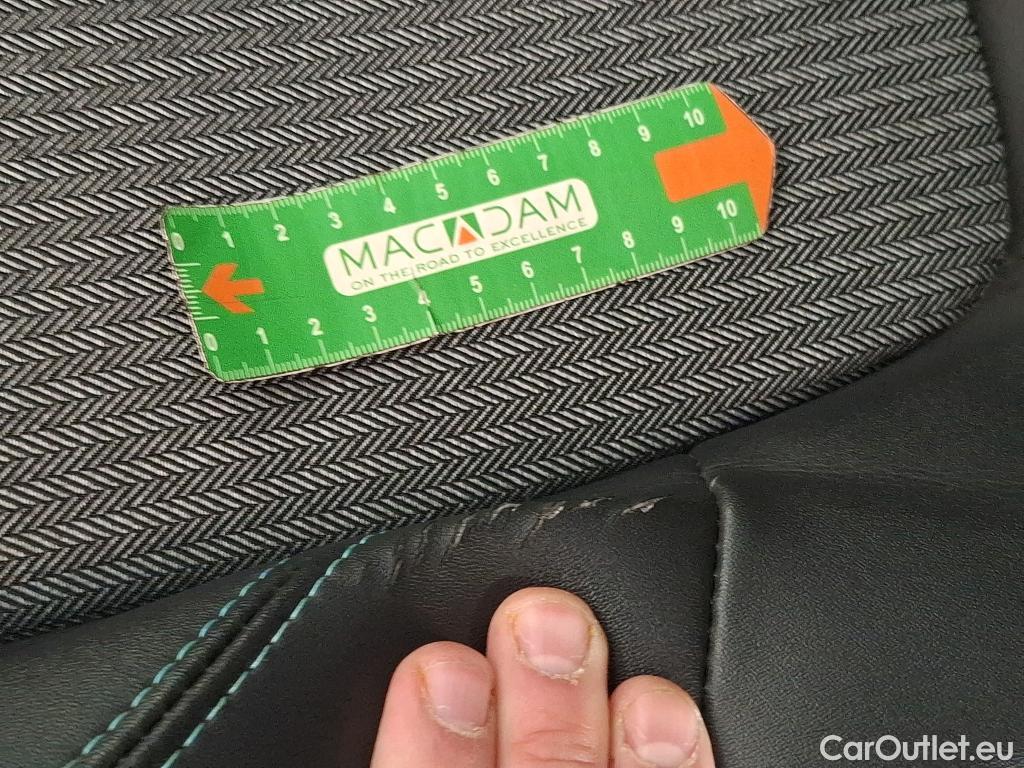 0 1 2 3 4 5 6 7 8 9 10
MACADAM
ON THE ROAD TO EXCELLENCE
0 1 2 3 4 5 6 7 8 9 10
CarOutlet.eu